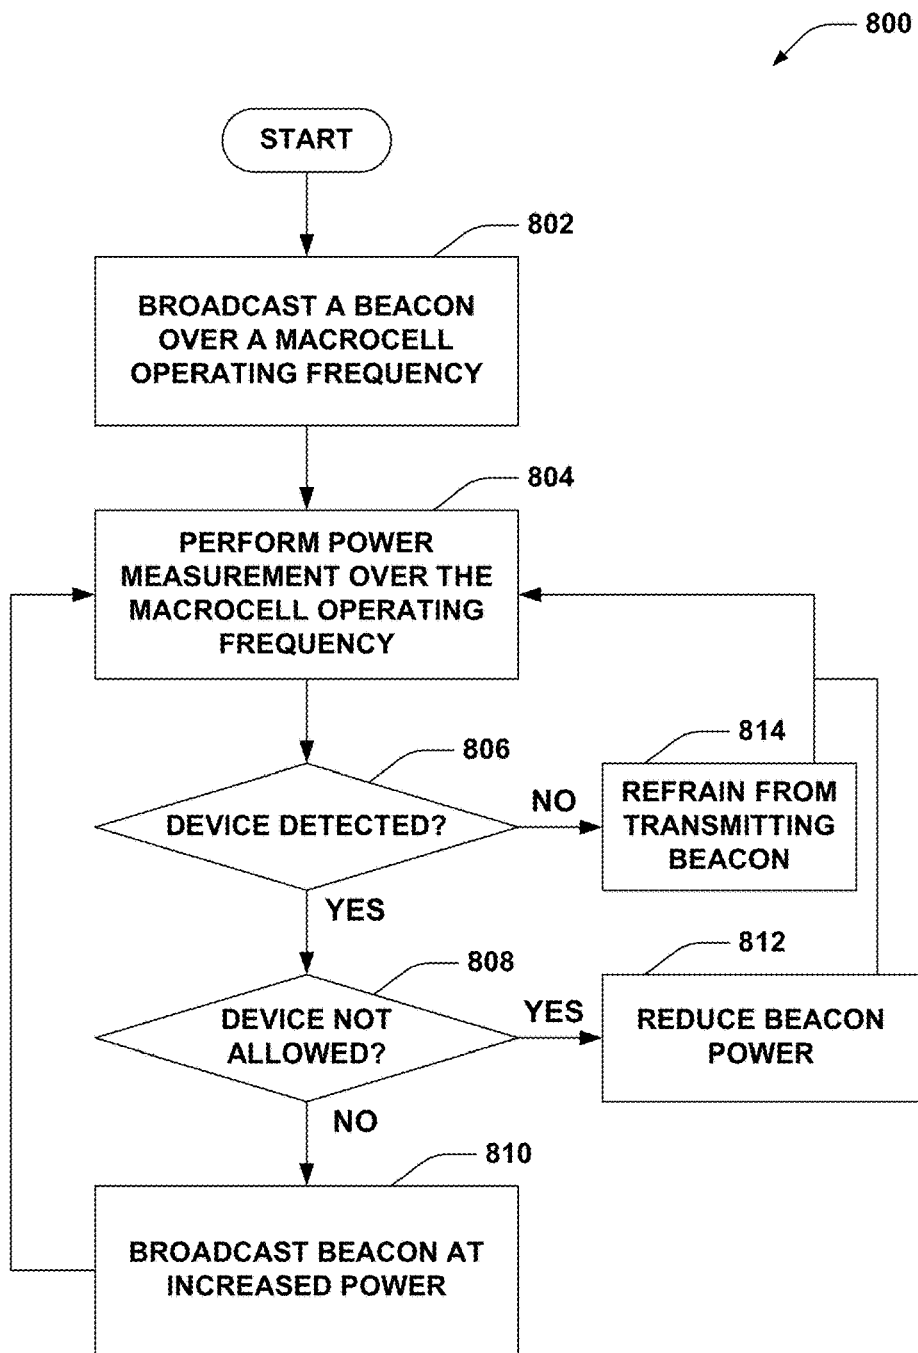 800
START
802
BROADCAST A BEACON
OVER A MACROCELL
OPERATING FREQUENCY
804
PERFORM POWER
MEASUREMENT OVER THE
MACROCELL OPERATING
FREQUENCY
806
DEVICE DETECTED?
NO
814
REFRAIN FROM
TRANSMITTING
BEACON
YES
808
DEVICE NOT
ALLOWED?
YES
812
REDUCE BEACON
POWER
NO
810
BROADCAST BEACON AT
INCREASED POWER